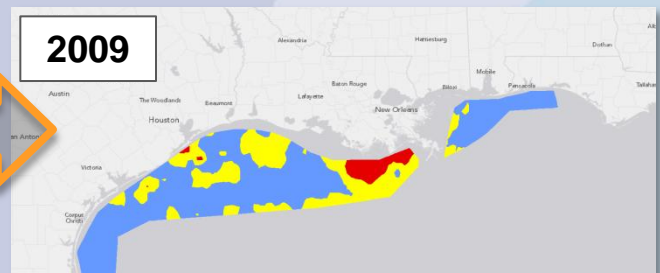 2009
Alexandria
Hattiesburg
Dothan
Mobile
Baton Rouge
Biloxi
Pensacola
Austin
The Woodlands
Beaumont
Lafayette
New Orleans
Houston
Victoria
Corpus
Christi